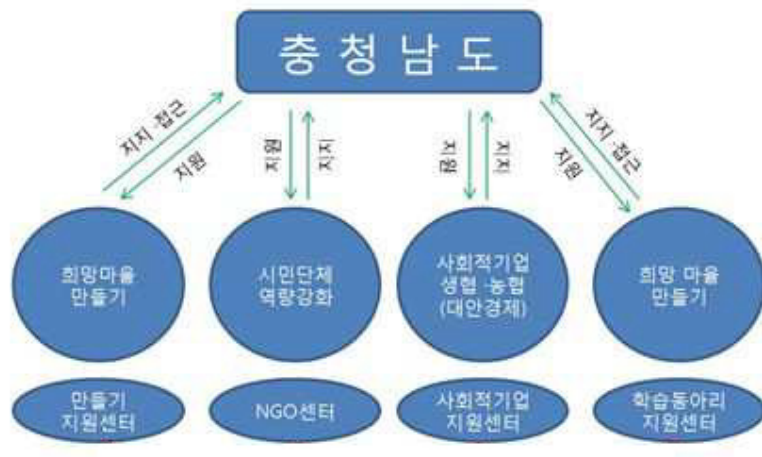 충청남도
지지·접근
지원
지원
지지
지원
지지
지지·접근
지원
희망마을
만들기
시민단체
역량강화
사회적기업
생협·농협
(대안경제)
희망 마을
만들기
만들기
지원센터
NGO센터
사회적기업
지원센터
학습동아리
지원센터